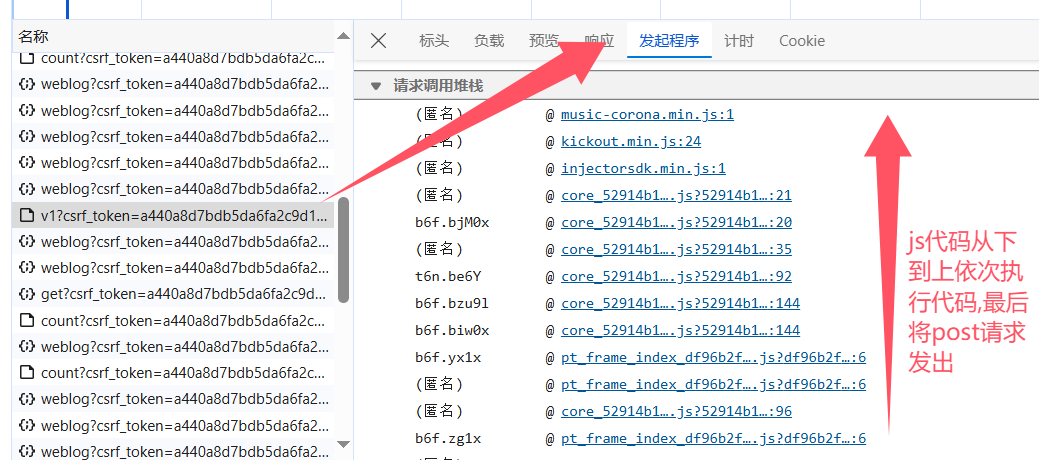 名称
count?csrf_token=a440a8d7bdb5da6fa2c...
weblog?csrf_token=a440a8d7bdb5da6fa2...
weblog?csrf_token=a440a8d7bdb5da6fa2...
weblog?csrf_token=a440a8d7bdb5da6fa2...
weblog?csrf_token=a440a8d7bdb5da6fa2...
weblog?csrf_token=a440a8d7bdb5da6fa2...
v1?csrf_token=a440a8d7bdb5da6fa2c9d1...
weblog?csrf_token=a440a8d7bdb5da6fa2...
weblog?csrf_token=a440a8d7bdb5da6fa2...
get?csrf_token=a440a8d7bdb5da6fa2c9d...
count?csrf_token=a440a8d7bdb5da6fa2c...
weblog?csrf_token=a440a8d7bdb5da6fa2...
count?csrf_token=a440a8d7bdb5da6fa2c...
weblog?csrf_token=a440a8d7bdb5da6fa2...
weblog?csrf_token=a440a8d7bdb5da6fa2...
weblog?csrf_token=a440a8d7bdb5da6fa2...
标头 负载 预览 响应 发起程序 计时 Cookie
请求调用堆栈
(匿名) @ music-corona.min.js:1
(匿名) @ kickout.min.js:24
(匿名) @ injectorsdk.min.js:1
(匿名) @ core_52914b1….js?52914b1…:21
b6f.bjM0x @ core_52914b1….js?52914b1…:20
(匿名) @ core_52914b1….js?52914b1…:35
t6n.be6Y @ core_52914b1….js?52914b1…:92
b6f.bzu9l @ core_52914b1….js?52914b1…:144
b6f.biw0x @ core_52914b1….js?52914b1…:144
b6f.yx1x @ pt_frame_index_df96b2f….js?df96b2f…:6
(匿名) @ pt_frame_index_df96b2f….js?df96b2f…:6
(匿名) @ core_52914b1….js?52914b1…:96
b6f.zg1x @ pt_frame_index_df96b2f….js?df96b2f…:6
js代码从下
到上依次执
行代码,最后
将post请求
发出